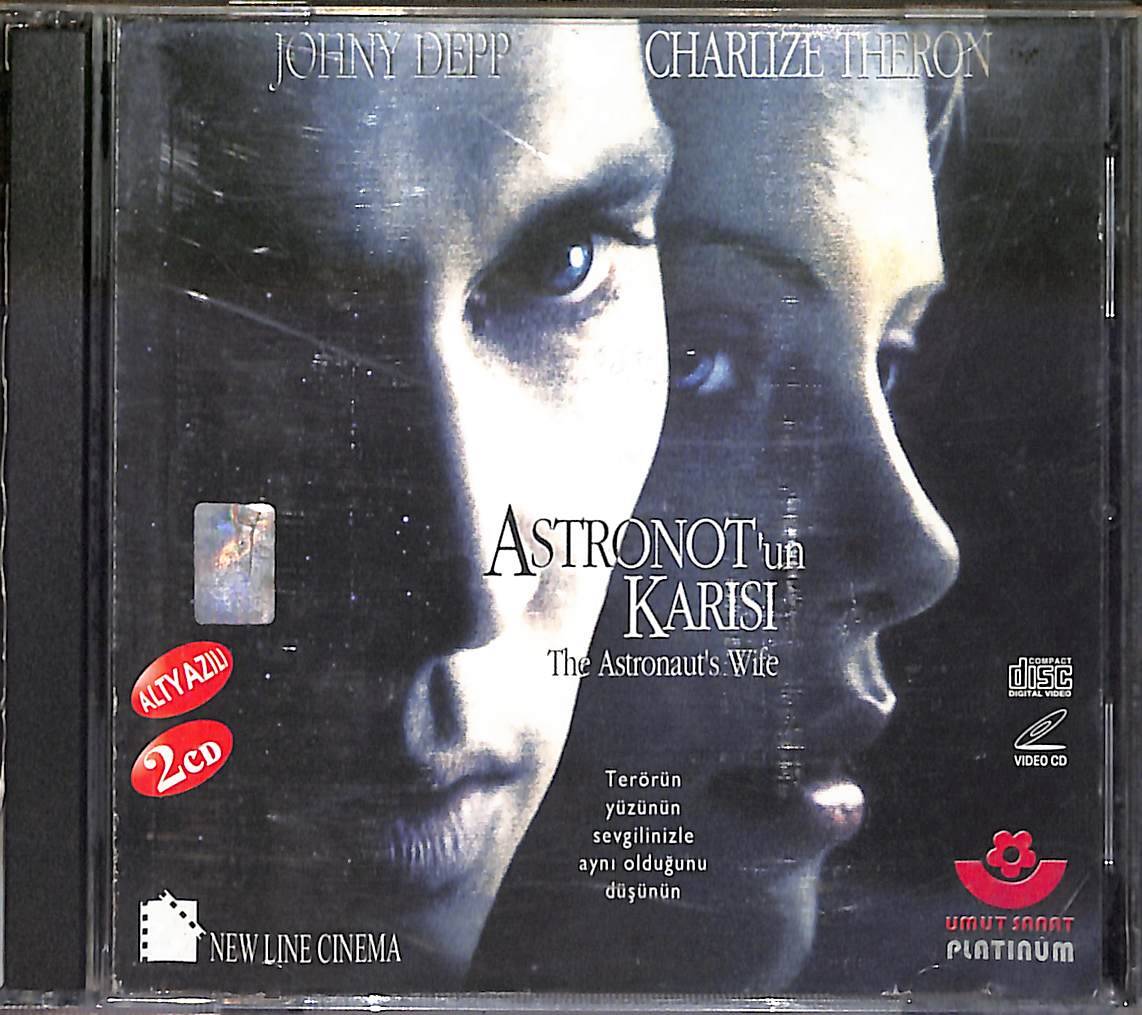 JOHNY DEPP
CHARLIZE THERON
ASTRONOT'un
KARISI
The Astronaut's Wife
ALTYAZILI
2CD
COMPACT
disc
DIGITAL VIDEO
VIDEO CD
Terörün
yüzünün
sevgilinizle
aynı olduğunu
düşünün
NEW LINE CINEMA
UMUT SANAT
PLATINUM